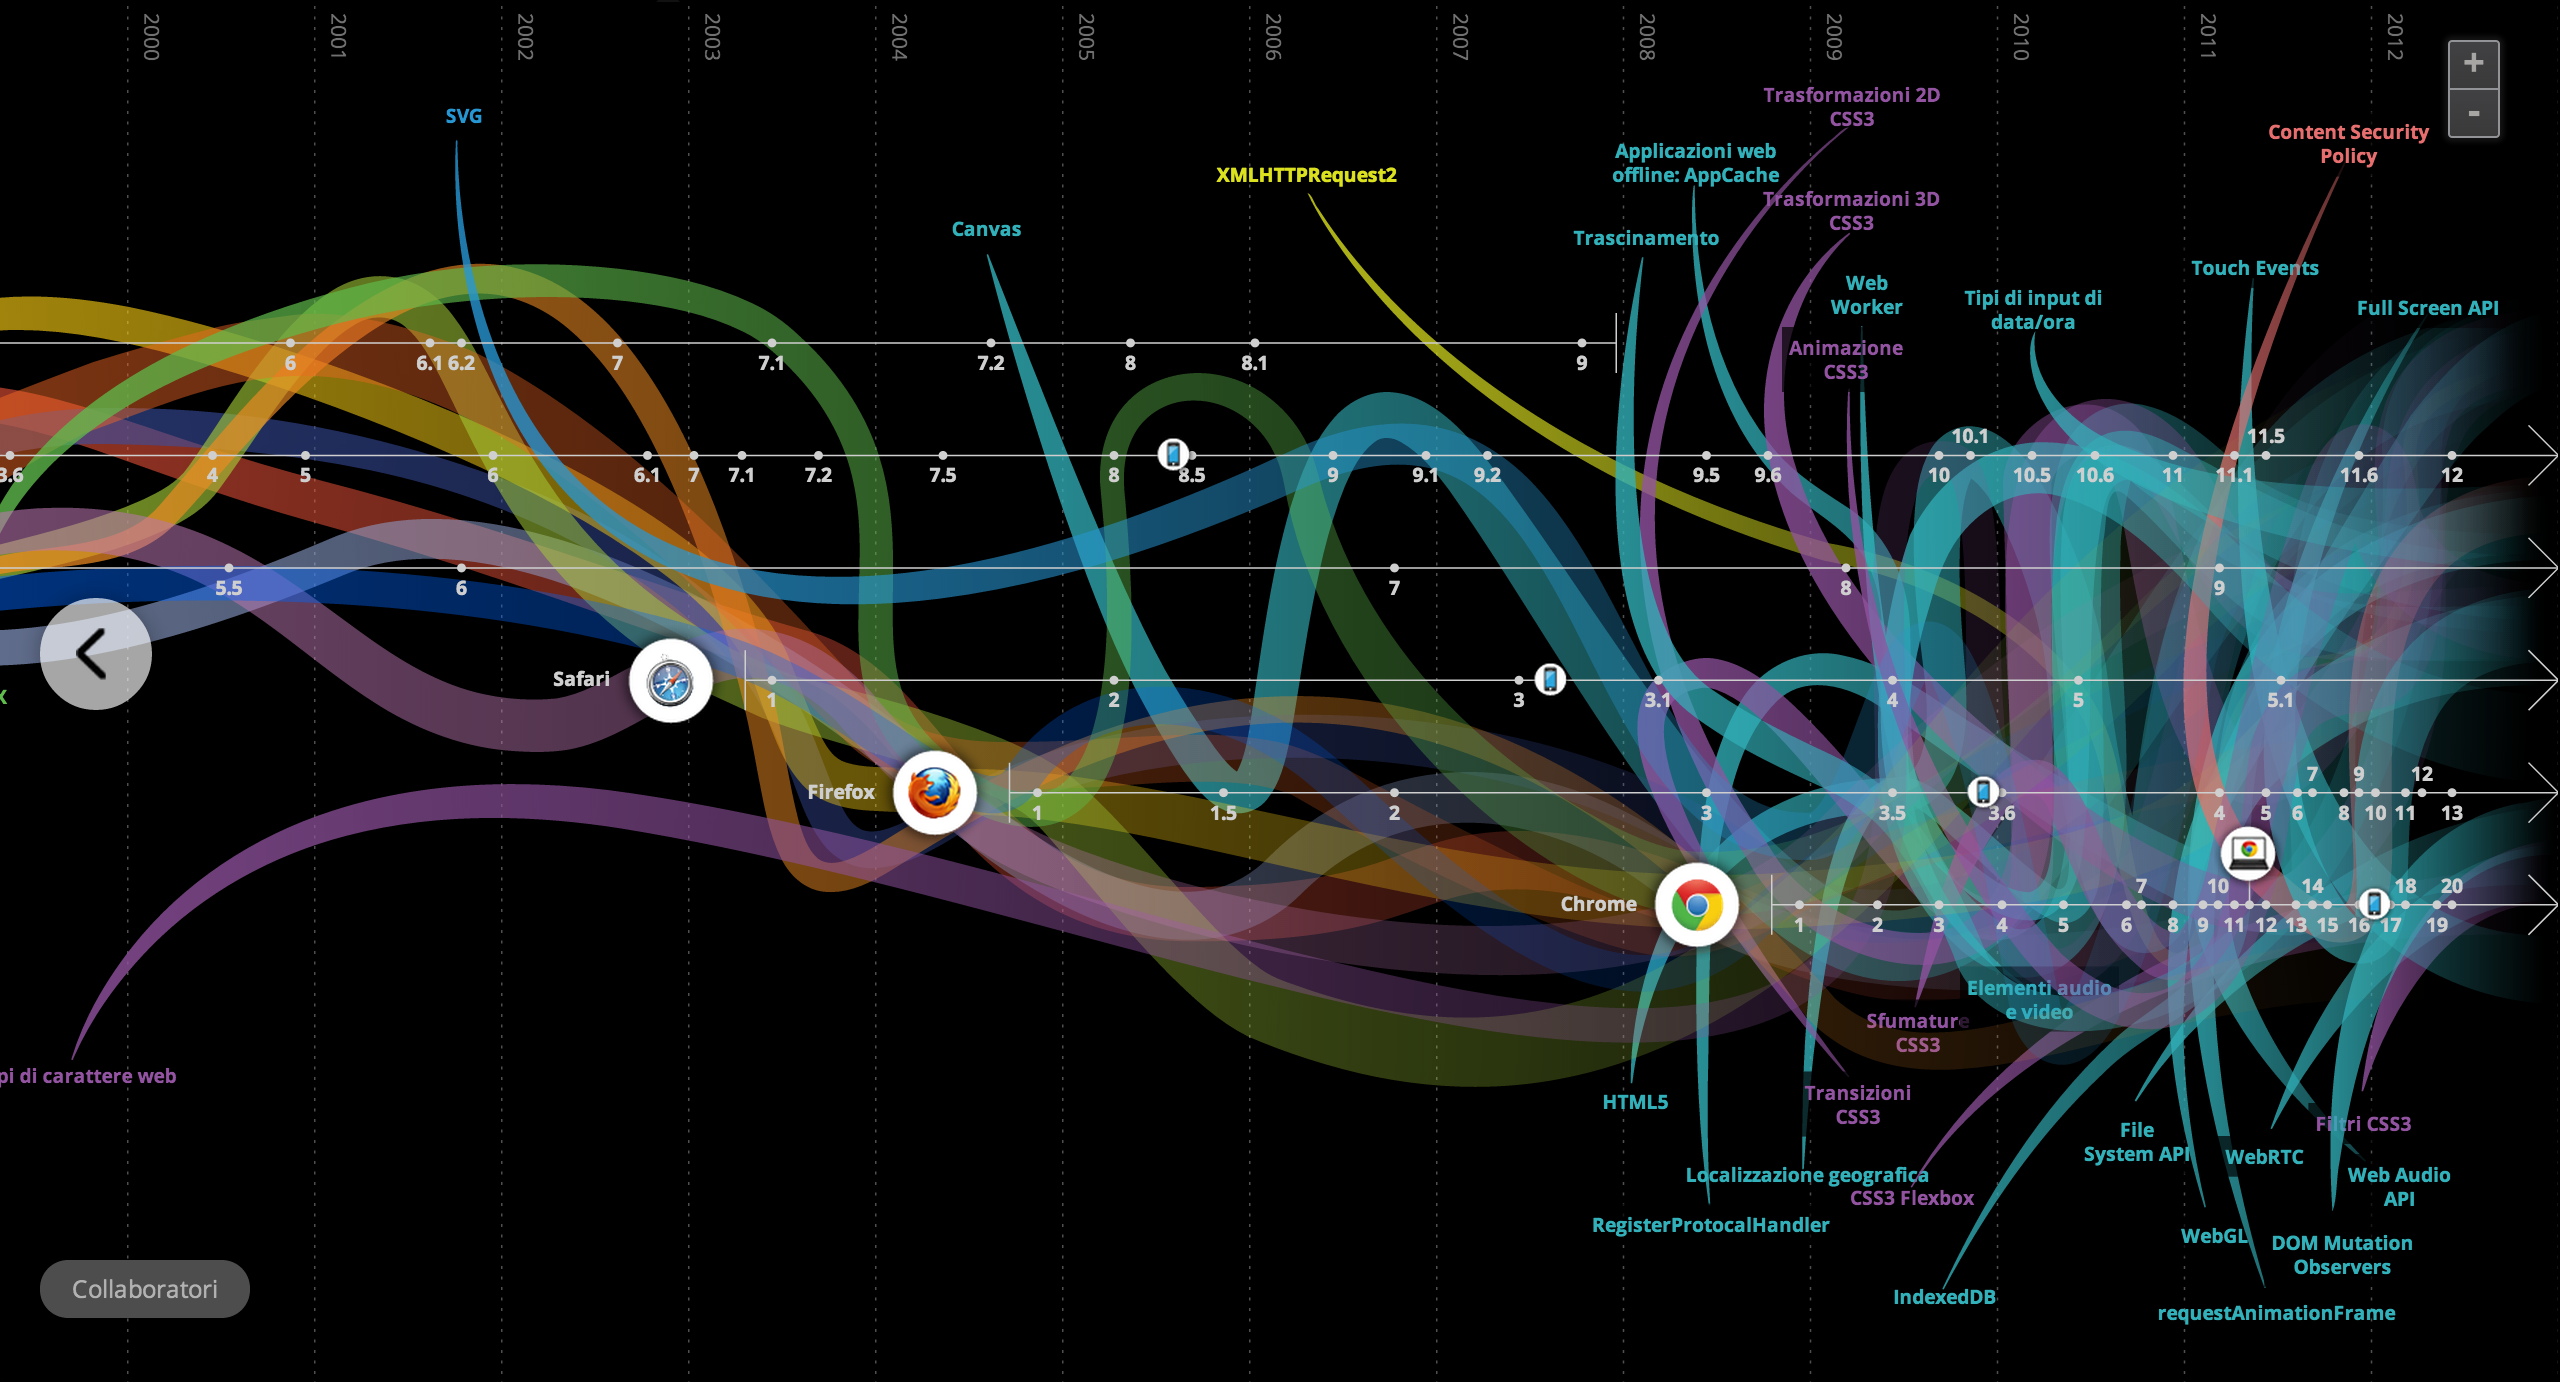 2000 2001 2002 2003 2004 2005 2006 2007 2008 2009 2010 2011 2012
+
-
SVG
Canvas
XMLHTTPRequest2
Trasformazioni 2D
CSS3
Applicazioni web
offline: AppCache
Trasformazioni 3D
CSS3
Trascinamento
Web
Worker
Animazione
CSS3
Tipi di input di
data/ora
Content Security
Policy
Touch Events
Full Screen API
6 6.1 6.2 7 7.1 7.2 8 8.1 9
10.1 11.5
3.6 4 5 6 6.1 7 7.1 7.2 7.5 8 8.5 9 9.1 9.2 9.5 9.6 10 10.5 10.6 11 11.1 11.6 12
5.5 6 7 8 9
Safari
1 2 3 3.1 4 5 5.1
x
Firefox
7 9 12
1 1.5 2 3 3.5 3.6 4 5 6 8 10 11 13
Chrome
7 10 14 18 20
1 2 3 4 5 6 8 9 11 12 13 15 16 17 19
pi di carattere web
Elementi audio
e video
Sfumature
CSS3
HTML5
Transizioni
CSS3
Localizzazione geografica
CSS3 Flexbox
RegisterProtocalHandler
File
System API
WebRTC
Filtri CSS3
Web Audio
API
WebGL
DOM Mutation
Observers
IndexedDB
requestAnimationFrame
Collaboratori